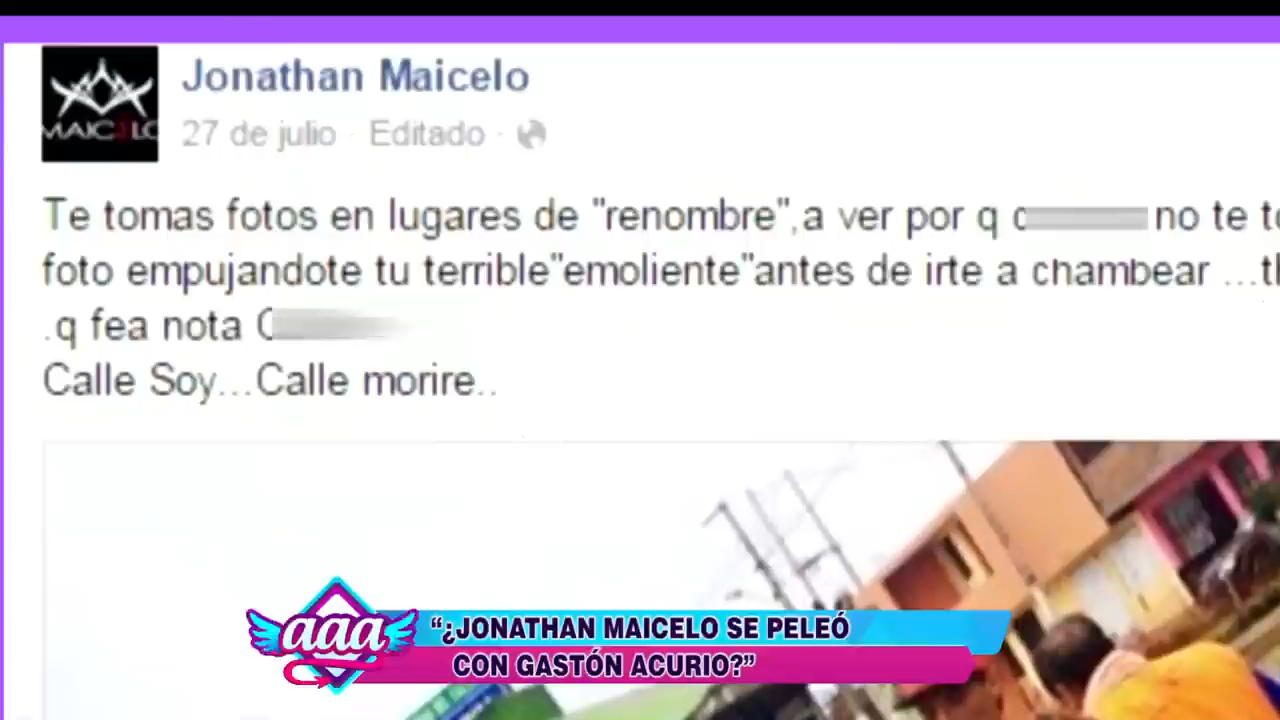 MAICELO
Jonathan Maicelo
27 de julio · Editado ·
Te tomas fotos en lugares de "renombre",a ver por q no te
foto empujandote tu terrible"emoliente"antes de irte a chambear ...
.q fea nota
Calle Soy...Calle morire..
aaa
"¿JONATHAN MAICELO SE PELEÓ
CON GASTÓN ACURIO?"